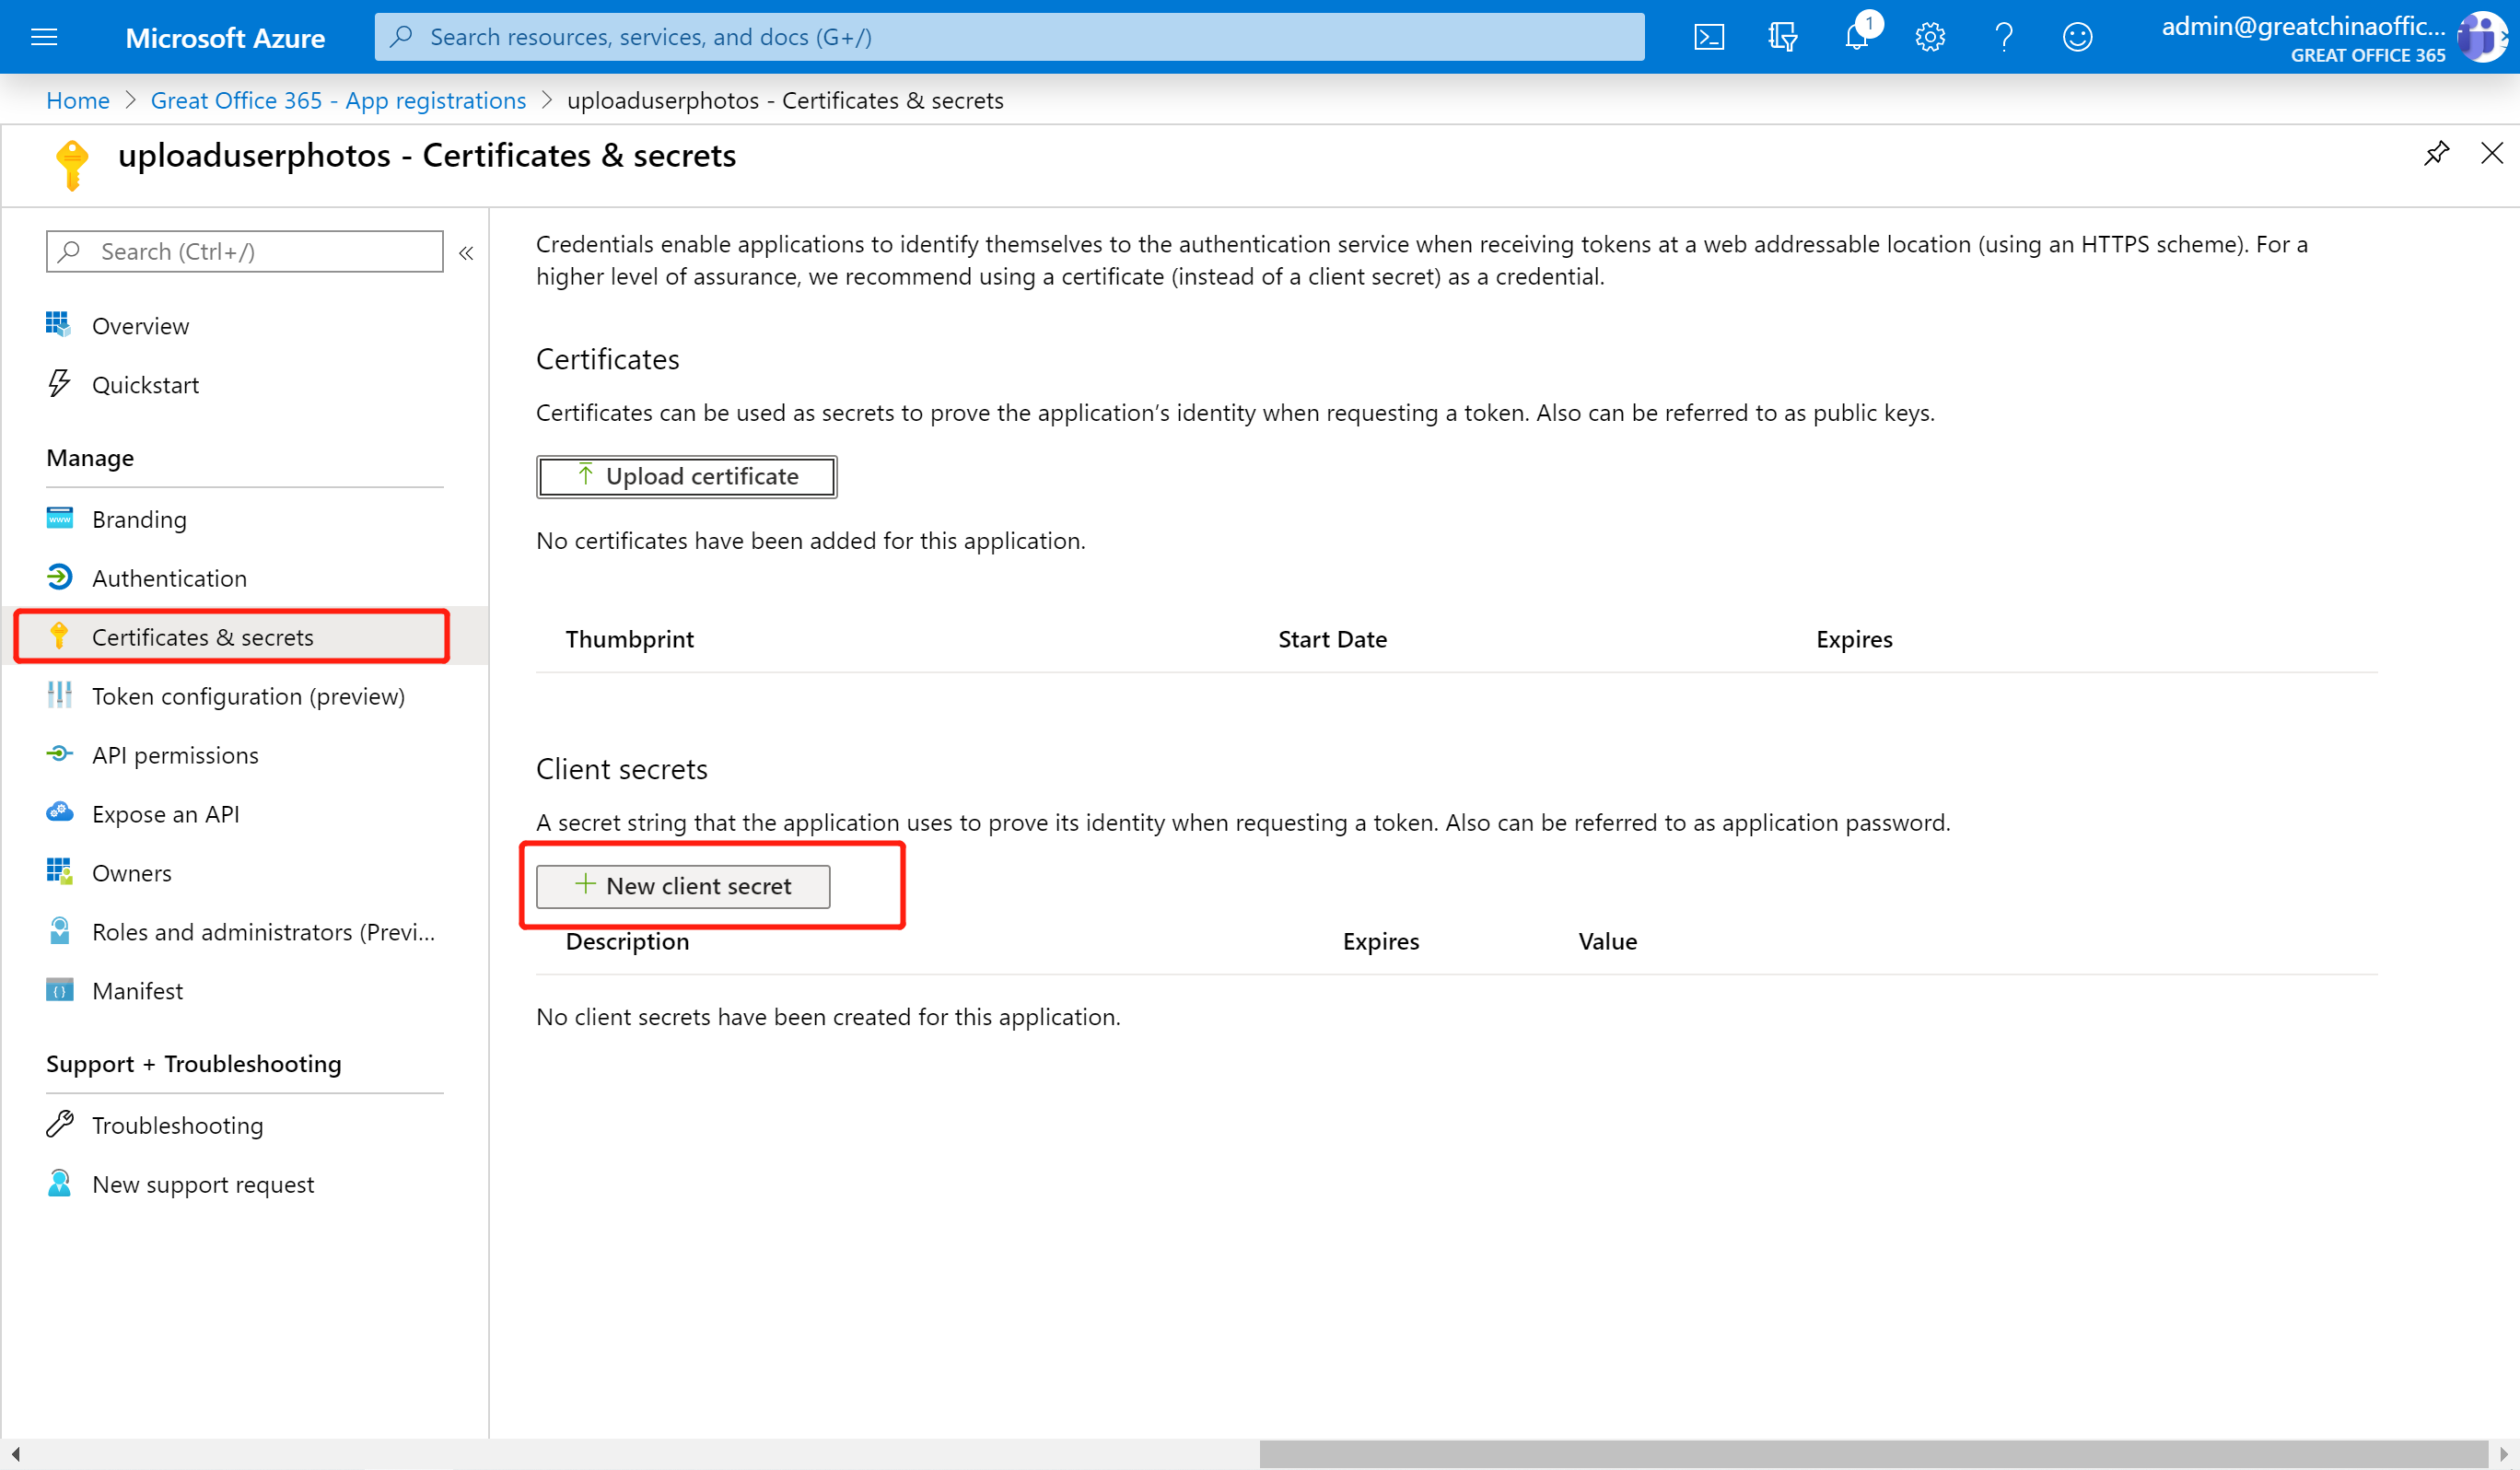 Microsoft Azure
Search resources, services, and docs (G+/)
1
admin@greatchinaoffic...
GREAT OFFICE 365
Home > Great Office 365 - App registrations > uploaduserphotos - Certificates & secrets
uploaduserphotos - Certificates & secrets
Search (Ctrl+/)
«
Overview
Quickstart
Manage
Branding
Authentication
Certificates & secrets
Token configuration (preview)
API permissions
Expose an API
Owners
Roles and administrators (Previ...
Manifest
Support + Troubleshooting
Troubleshooting
New support request
Credentials enable applications to identify themselves to the authentication service when receiving tokens at a web addressable location (using an HTTPS scheme). For a
higher level of assurance, we recommend using a certificate (instead of a client secret) as a credential.
Certificates
Certificates can be used as secrets to prove the application’s identity when requesting a token. Also can be referred to as public keys.
Upload certificate
No certificates have been added for this application.
Thumbprint Start Date Expires
Client secrets
A secret string that the application uses to prove its identity when requesting a token. Also can be referred to as application password.
New client secret
Description Expires Value
No client secrets have been created for this application.